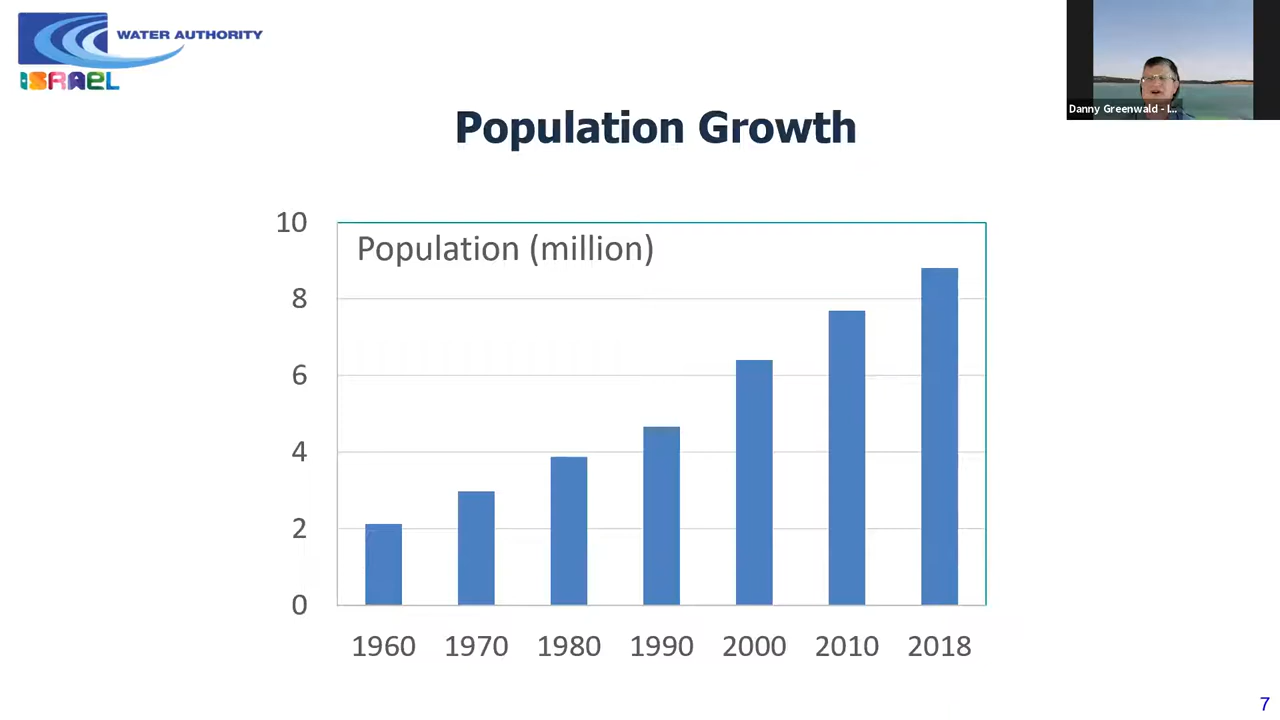 WATER AUTHORITY
ISRAEL
Danny Greenwald - I...
Population Growth
Population (million)
10
8
6
4
2
0
1960 1970 1980 1990 2000 2010 2018
7